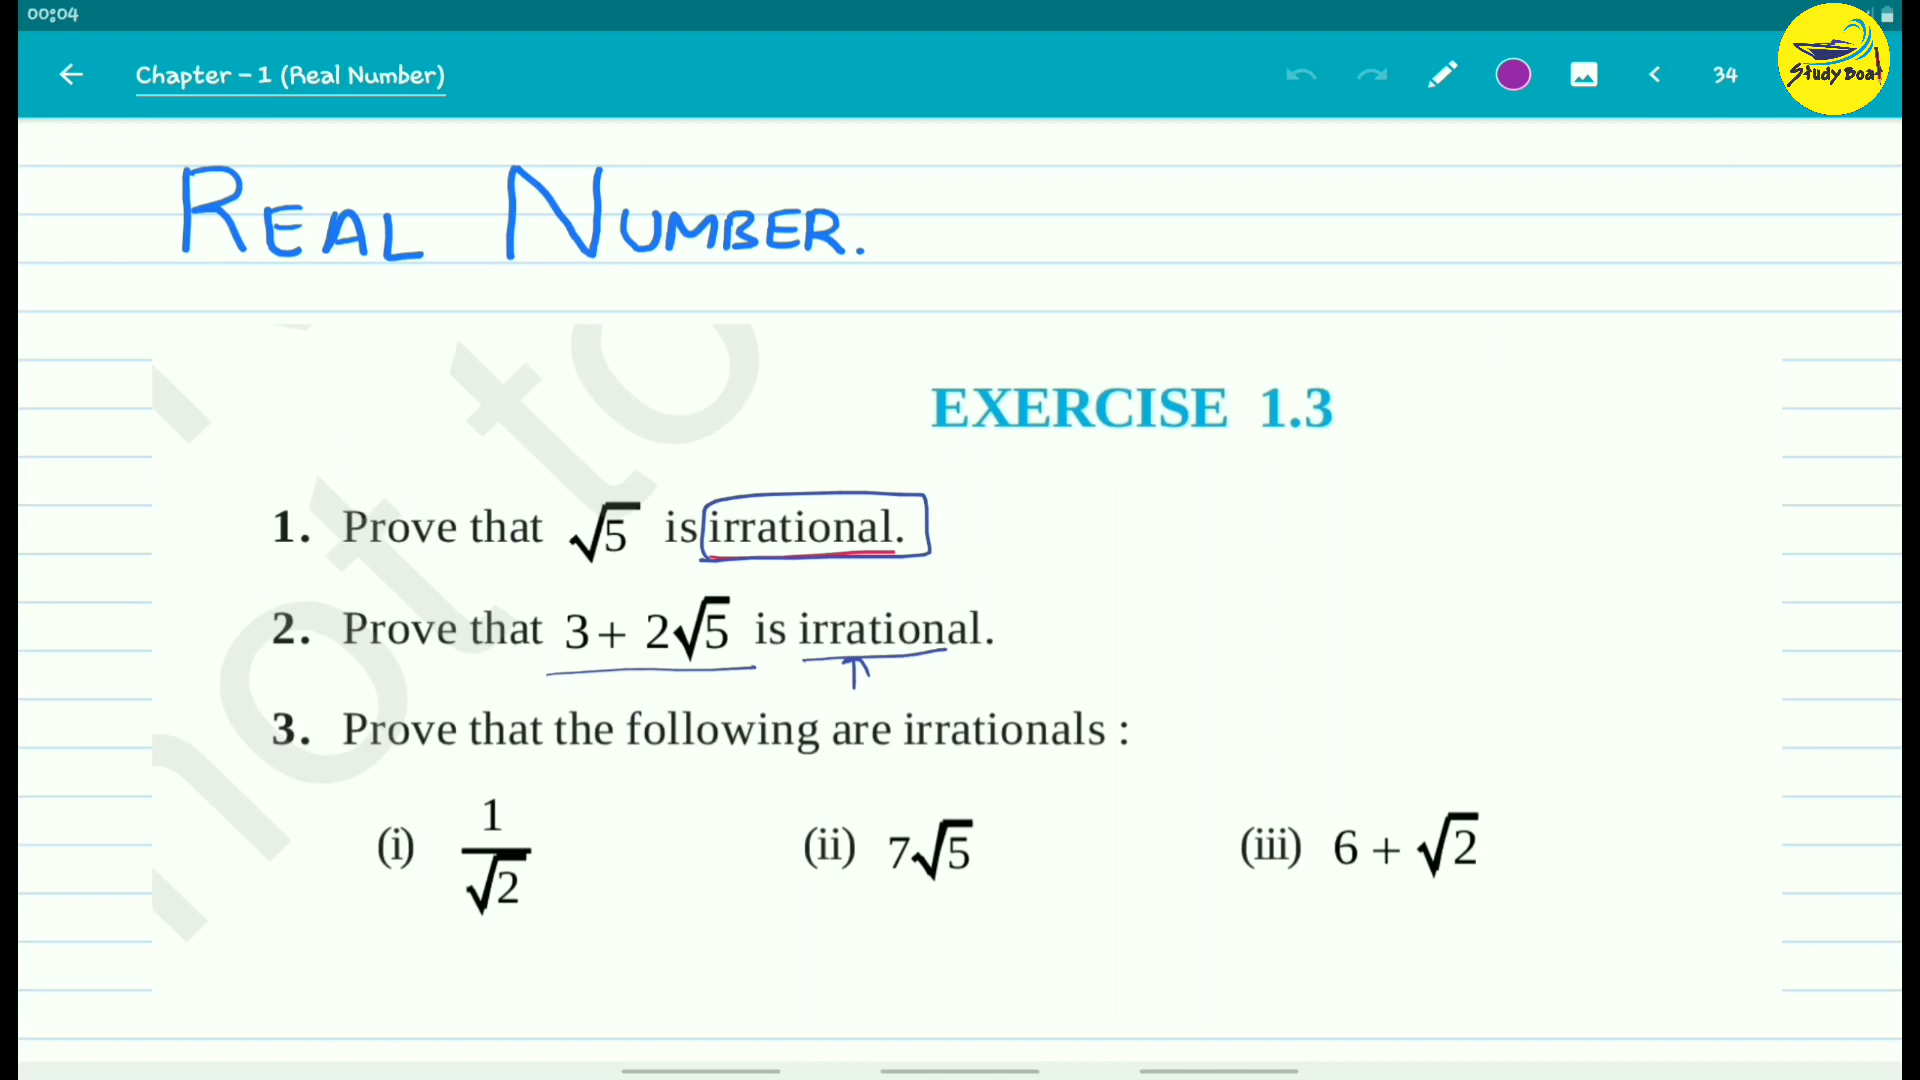 00:04
Chapter – 1 (Real Number)
34
Study Boat
REAL NUMBER.
not to
EXERCISE 1.3
1. Prove that √5 is irrational.
2. Prove that 3 + 2√5 is irrational.
3. Prove that the following are irrationals :
(i) 1/√2 (ii) 7√5 (iii) 6 + √2